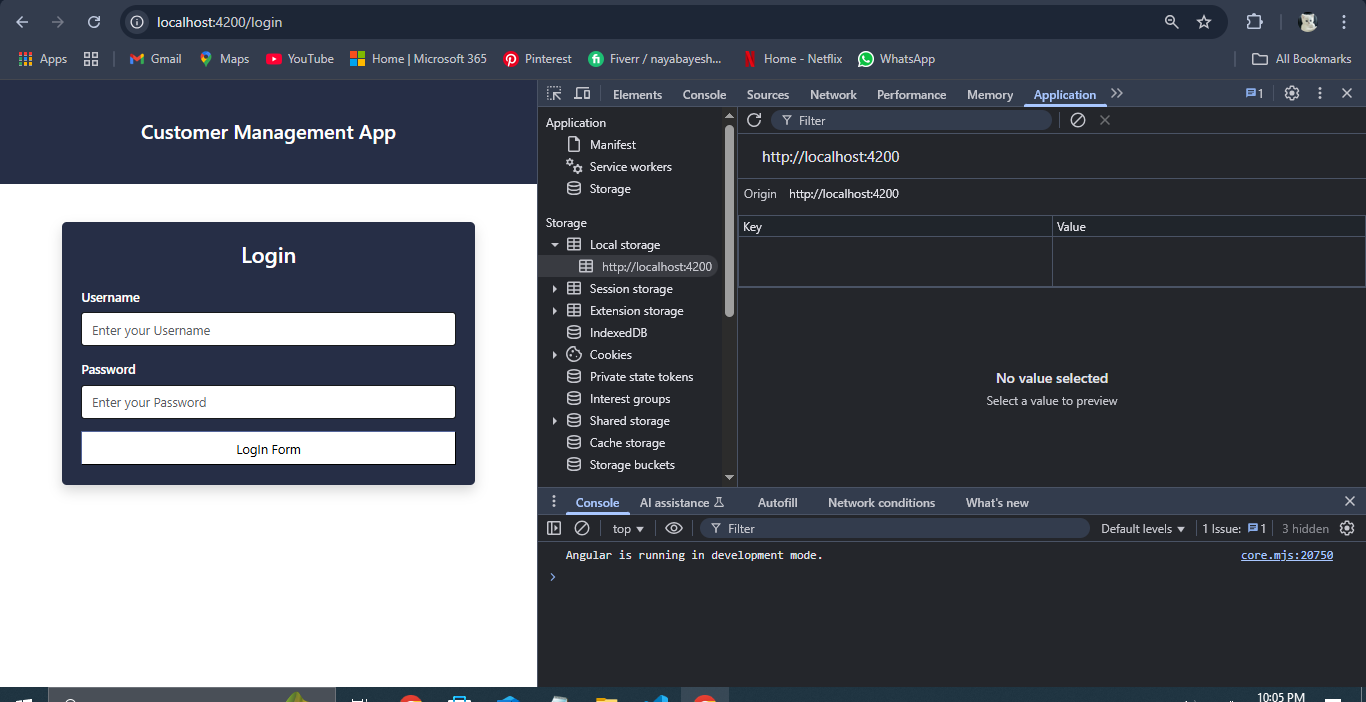 localhost:4200/login
Apps Gmail Maps YouTube Home | Microsoft 365 Pinterest Fiverr / nayabayesh... Home - Netflix WhatsApp All Bookmarks
Customer Management App
Login
Username
Enter your Username
Password
Enter your Password
LogIn Form
Elements Console Sources Network Performance Memory Application 1
Application
Manifest
Service workers
Storage
Storage
Local storage
http://localhost:4200
Session storage
Extension storage
IndexedDB
Cookies
Private state tokens
Interest groups
Shared storage
Cache storage
Storage buckets
Filter
http://localhost:4200
Origin http://localhost:4200
Key Value
No value selected
Select a value to preview
Console AI assistance Autofill Network conditions What's new
top Filter Default levels 1 Issue: 1 3 hidden
Angular is running in development mode. core.mjs:20750
10:05 PM